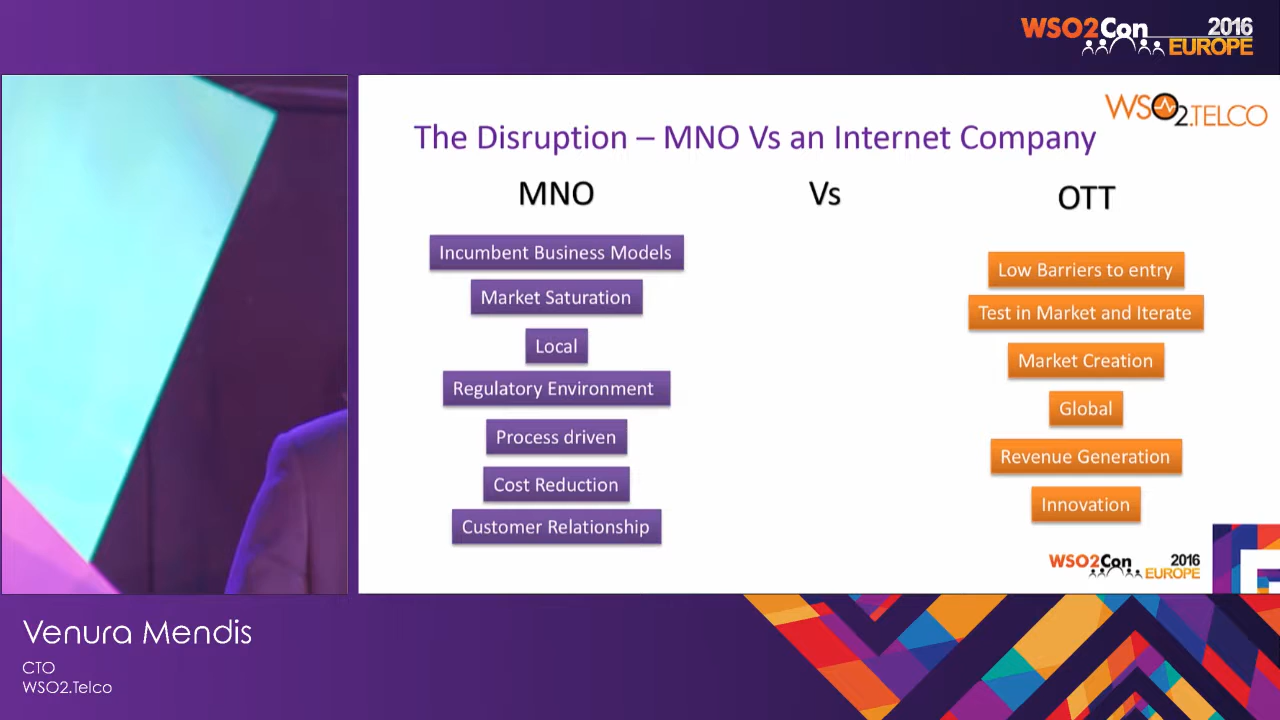 WSO2Con 2016
EUROPE
WSO2.TELCO
The Disruption – MNO Vs an Internet Company
MNO Vs OTT
Incumbent Business Models
Market Saturation
Local
Regulatory Environment
Process driven
Cost Reduction
Customer Relationship
Low Barriers to entry
Test in Market and Iterate
Market Creation
Global
Revenue Generation
Innovation
WSO2Con 2016
EUROPE
Venura Mendis
CTO
WSO2.Telco